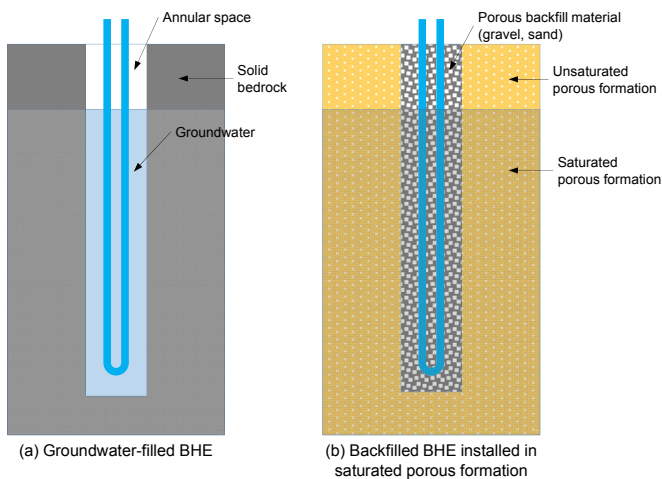 Annular space
Solid
bedrock
Groundwater
(a) Groundwater-filled BHE
Porous backfill material
(gravel, sand)
Unsaturated
porous formation
Saturated
porous formation
(b) Backfilled BHE installed in
saturated porous formation